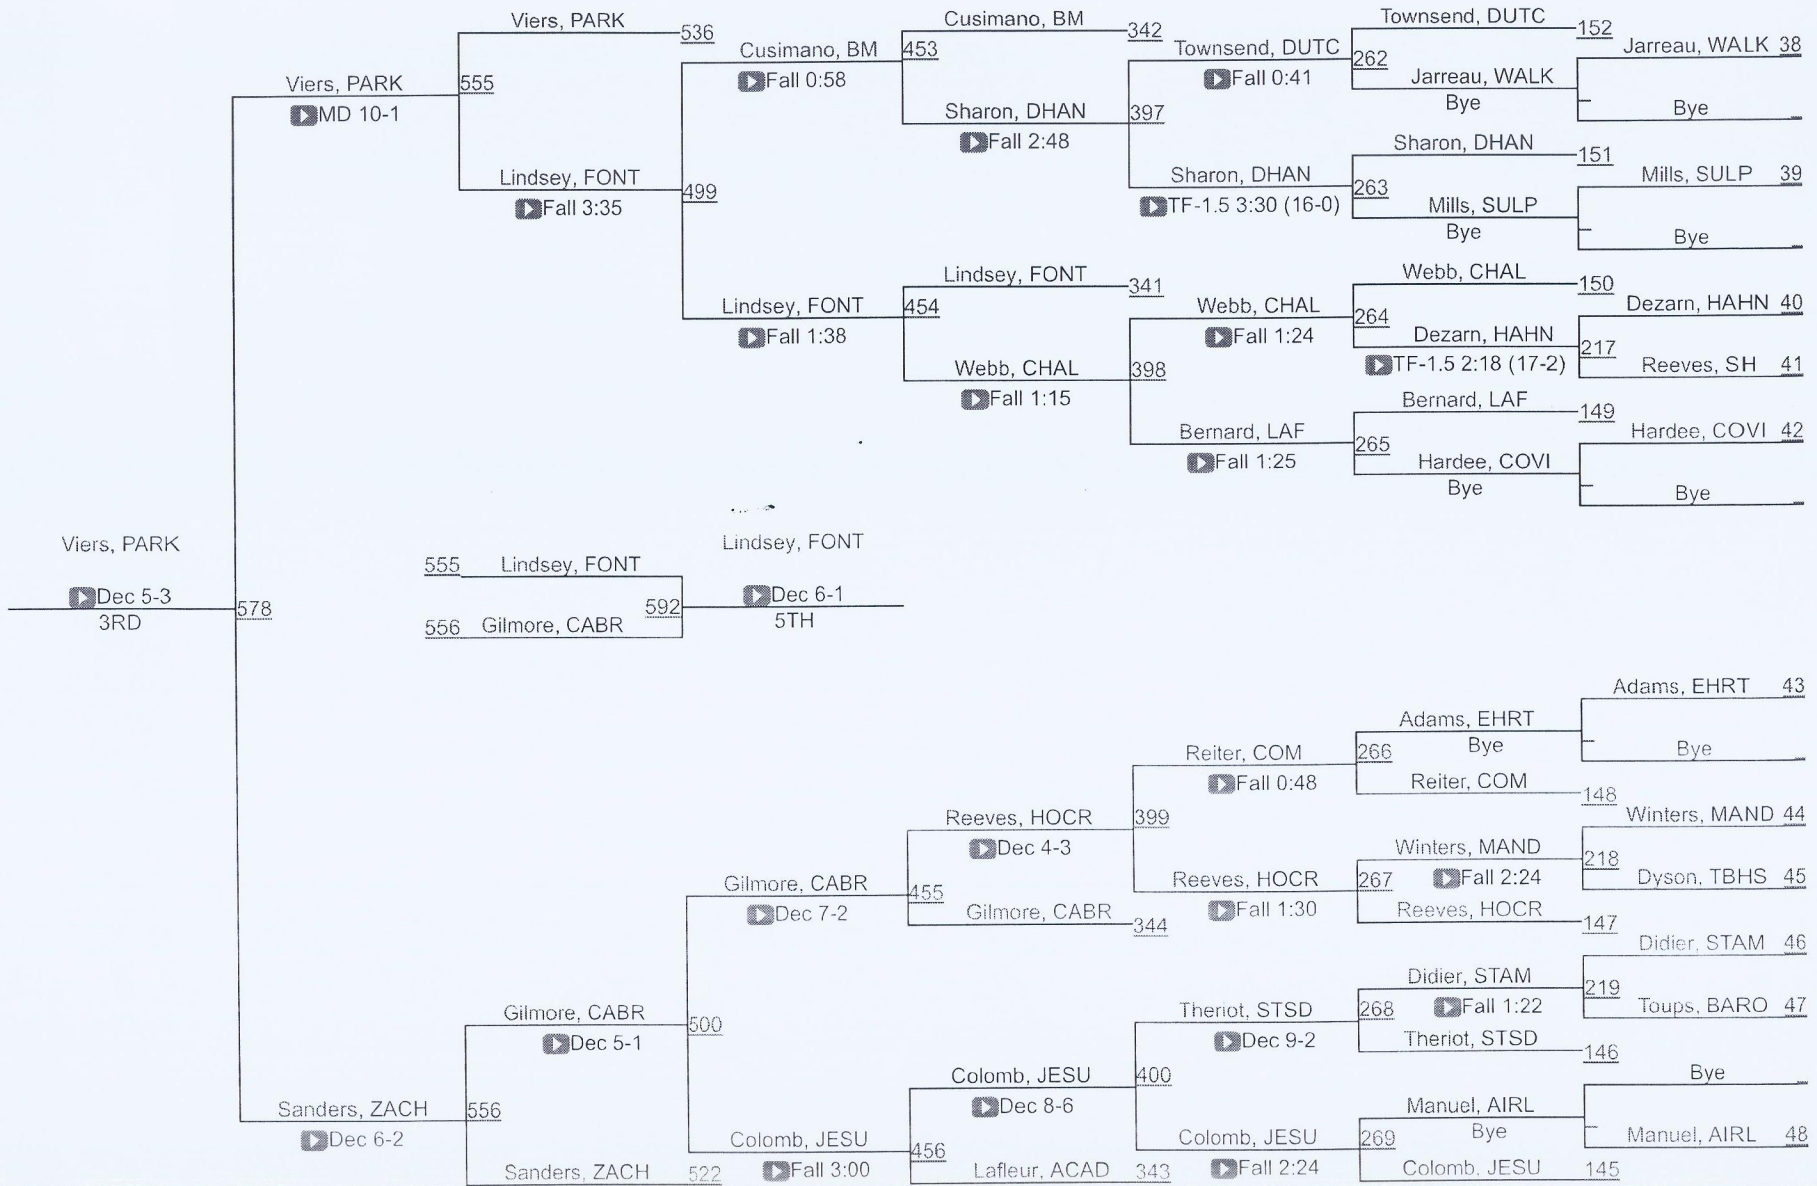 Viers, PARK
536
Viers, PARK
555
MD 10-1
Lindsey, FONT
Fall 3:35
499
Cusimano, BM
453
Fall 0:58
Cusimano, BM
342
Sharon, DHAN
397
Fall 2:48
Townsend, DUTC
262
Fall 0:41
Townsend, DUTC
152
Jarreau, WALK
Bye
Jarreau, WALK 38
Bye
Sharon, DHAN
263
TF-1.5 3:30 (16-0)
Sharon, DHAN
151
Mills, SULP
Bye
Mills, SULP 39
Bye
Lindsey, FONT
454
Fall 1:38
Lindsey, FONT
341
Webb, CHAL
398
Fall 1:15
Webb, CHAL
264
Fall 1:24
Webb, CHAL
150
Dezarn, HAHN
217
TF-1.5 2:18 (17-2)
Dezarn, HAHN 40
Reeves, SH 41
Bernard, LAF
265
Fall 1:25
Bernard, LAF
149
Hardee, COVI
Bye
Hardee, COVI 42
Bye
Viers, PARK
Dec 5-3
3RD
578
555 Lindsey, FONT
556 Gilmore, CABR
592
Lindsey, FONT
Dec 6-1
5TH
Adams, EHRT 43
Bye
Adams, EHRT
Bye
Reiter, COM
266
Fall 0:48
Reiter, COM
148
Reeves, HOCR
399
Dec 4-3
Winters, MAND 44
Winters, MAND
218
Fall 2:24
Dyson, TBHS 45
Reeves, HOCR
267
Fall 1:30
Reeves, HOCR
147
Gilmore, CABR
455
Dec 7-2
Gilmore, CABR
344
Didier, STAM 46
Didier, STAM
219
Fall 1:22
Toups, BARO 47
Theriot, STSD
268
Dec 9-2
Theriot, STSD
146
Gilmore, CABR
500
Dec 5-1
Colomb, JESU
400
Dec 8-6
Bye
Manuel, AIRL
Bye
Manuel, AIRL 48
Colomb, JESU
269
Fall 2:24
Colomb, JESU
145
Sanders, ZACH
556
Dec 6-2
Colomb, JESU
456
Fall 3:00
Lafleur, ACAD
343
Sanders, ZACH
522